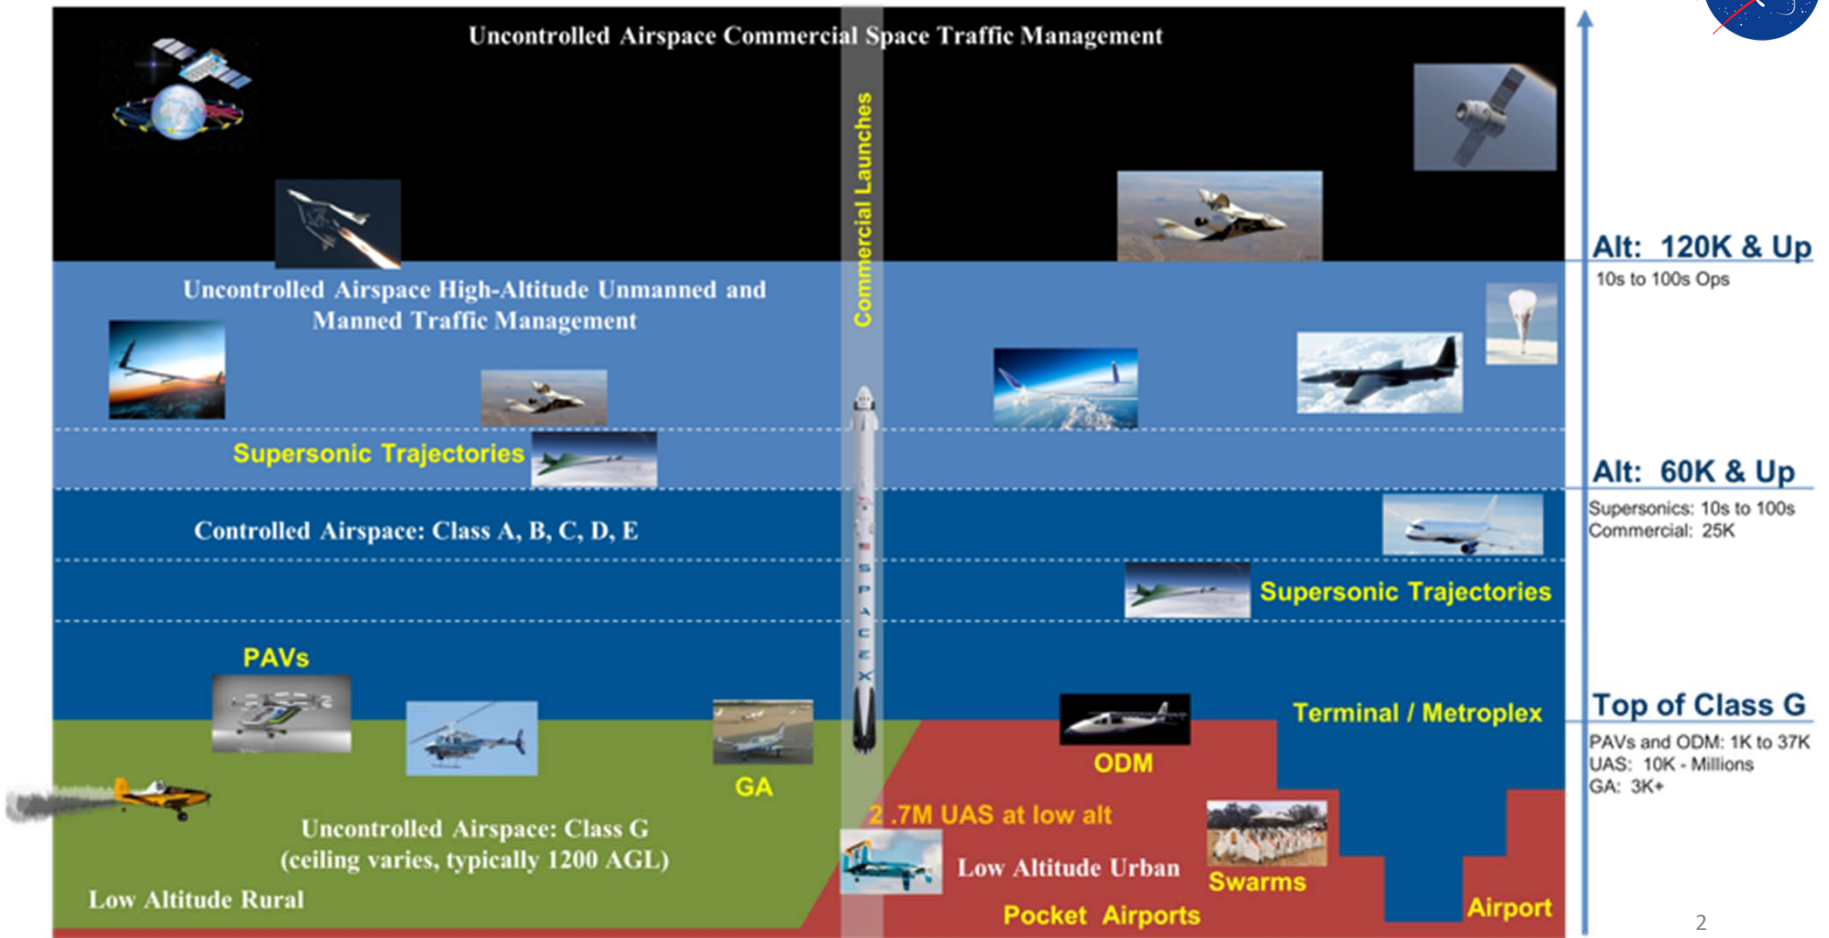 Uncontrolled Airspace Commercial Space Traffic Management
Commercial Launches
Alt: 120K & Up
10s to 100s Ops
Uncontrolled Airspace High-Altitude Unmanned and
Manned Traffic Management
Supersonic Trajectories
Alt: 60K & Up
Supersonics: 10s to 100s
Commercial: 25K
Controlled Airspace: Class A, B, C, D, E
Supersonic Trajectories
SPACEX
PAVs
Terminal / Metroplex
Top of Class G
PAVs and ODM: 1K to 37K
UAS: 10K - Millions
GA: 3K+
GA
ODM
2 .7M UAS at low alt
Uncontrolled Airspace: Class G
(ceiling varies, typically 1200 AGL)
Low Altitude Urban
Swarms
Low Altitude Rural
Pocket Airports
Airport
2